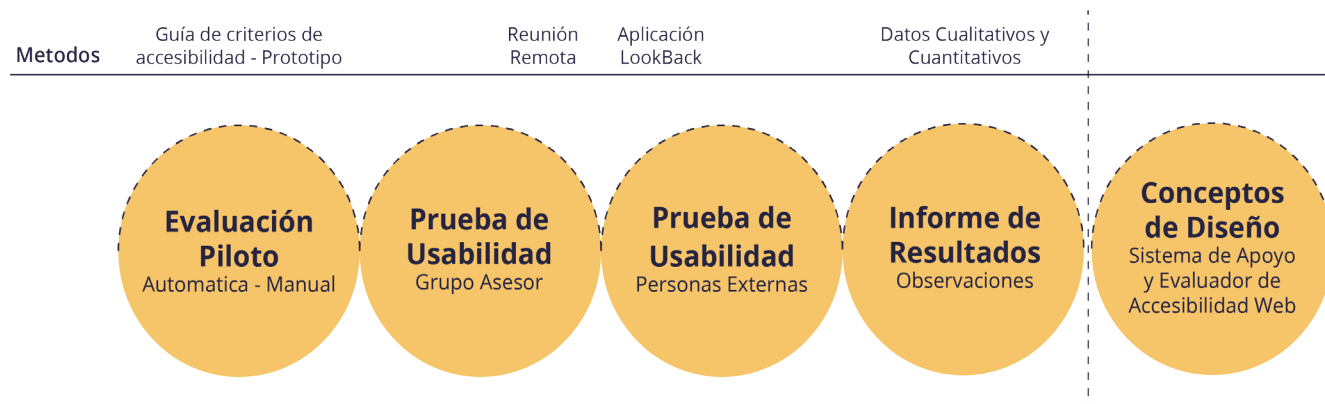 Metodos
Guía de criterios de
accesibilidad - Prototipo
Reunión
Remota
Aplicación
LookBack
Datos Cualitativos y
Cuantitativos
Evaluación
Piloto
Automatica - Manual
Prueba de
Usabilidad
Grupo Asesor
Prueba de
Usabilidad
Personas Externas
Informe de
Resultados
Observaciones
Conceptos
de Diseño
Sistema de Apoyo
y Evaluador de
Accesibilidad Web